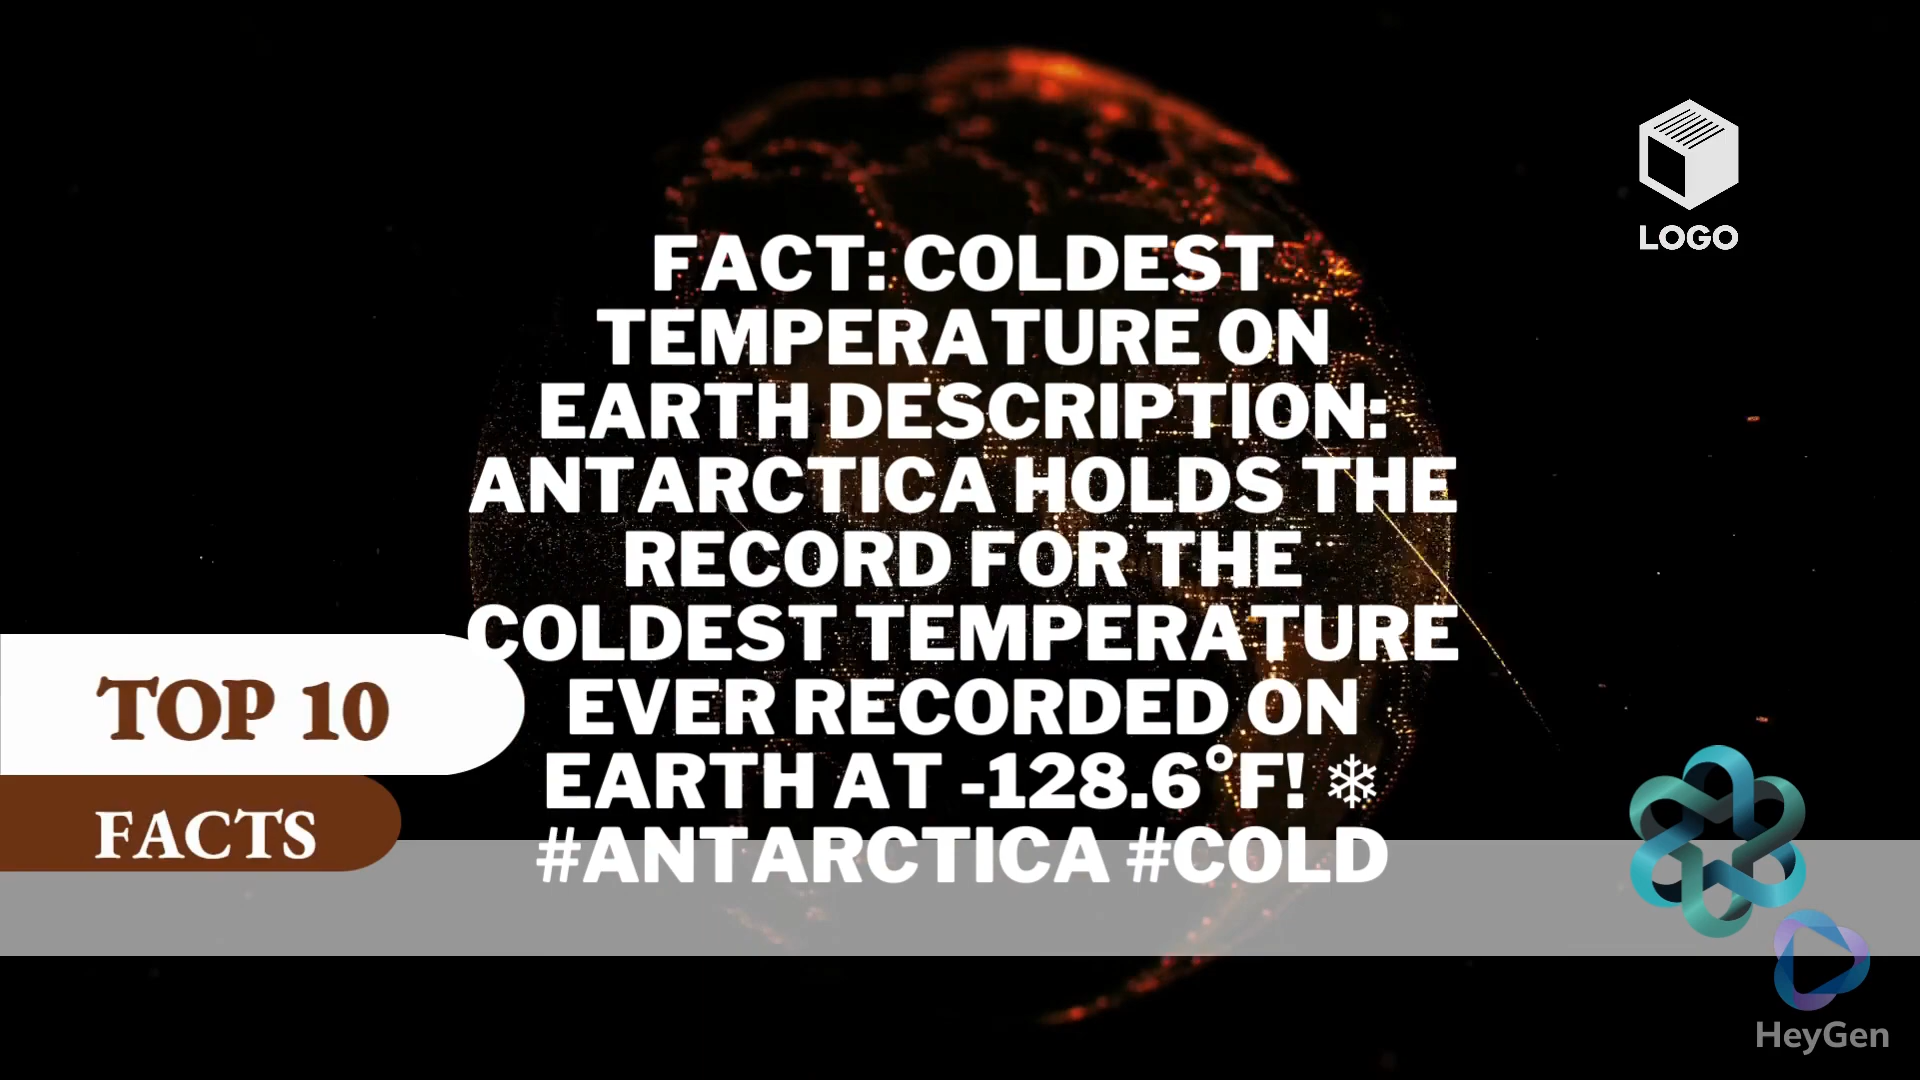 LOGO
FACT: COLDEST
TEMPERATURE ON
EARTH DESCRIPTION:
ANTARCTICA HOLDS THE
RECORD FOR THE
COLDEST TEMPERATURE
EVER RECORDED ON
EARTH AT -128.6°F! ❄
#ANTARCTICA #COLD
TOP 10
FACTS
HeyGen